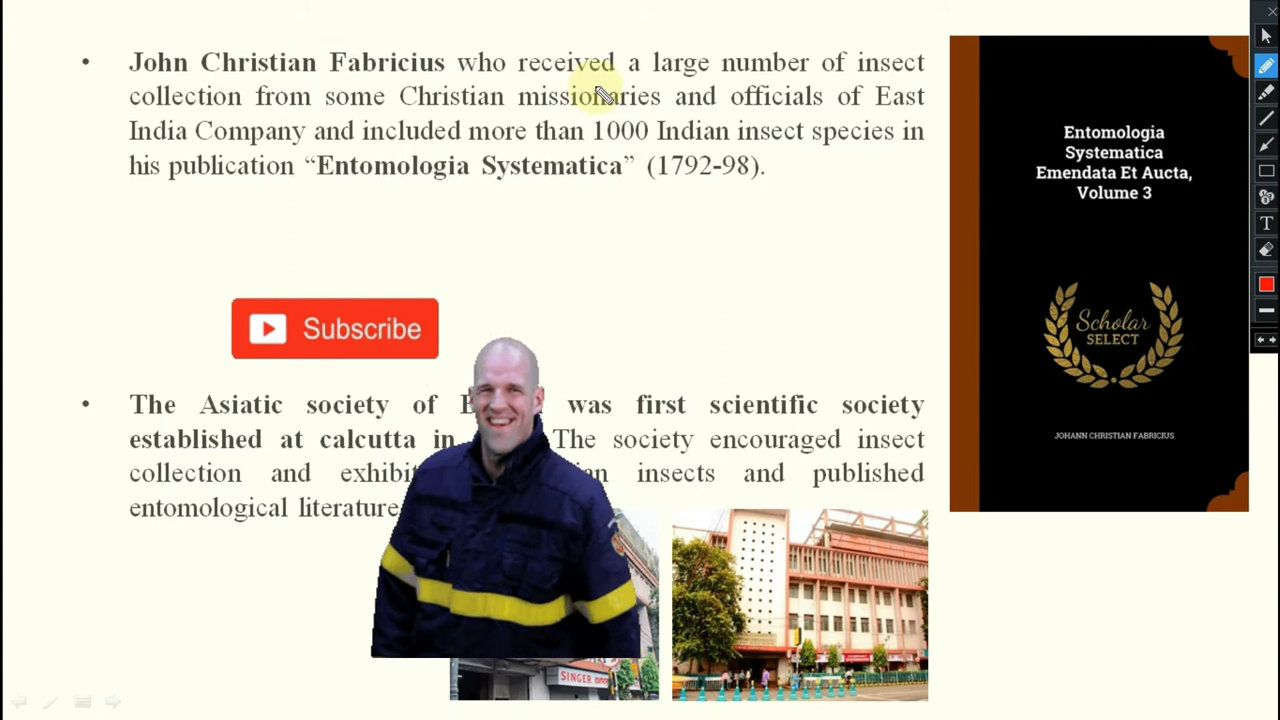 • John Christian Fabricius who received a large number of insect
collection from some Christian missionaries and officials of East
India Company and included more than 1000 Indian insect species in
his publication “Entomologia Systematica” (1792-98).
Subscribe
• The Asiatic society of was first scientific society
established at calcutta in The society encouraged insect
collection and insects and published
entomological literature
Entomologia
Systematica
Emendata Et Aucta,
Volume 3
Scholar
SELECT
JOHANN CHRISTIAN FABRICIUS
SINGER
T